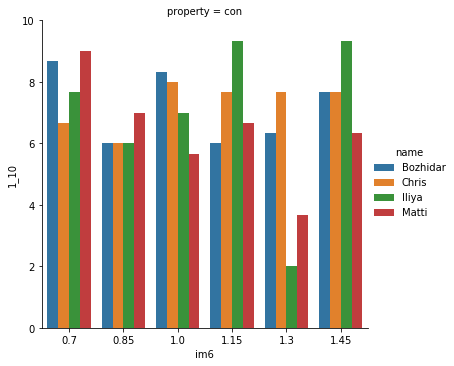 property = con
10
8
6
4
2
0
1_10
0.7 0.85 1.0 1.15 1.3 1.45
im6
name
Bozhidar
Chris
Iliya
Matti